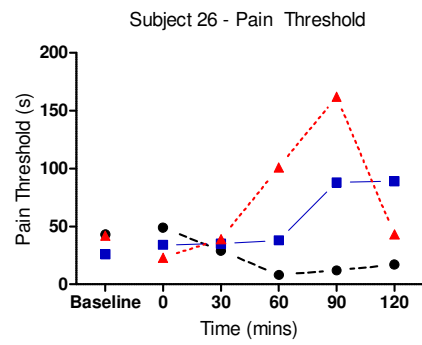 Subject 26 - Pain Threshold
Pain Threshold (s)
200
150
100
50
0
Baseline 0 30 60 90 120
Time (mins)